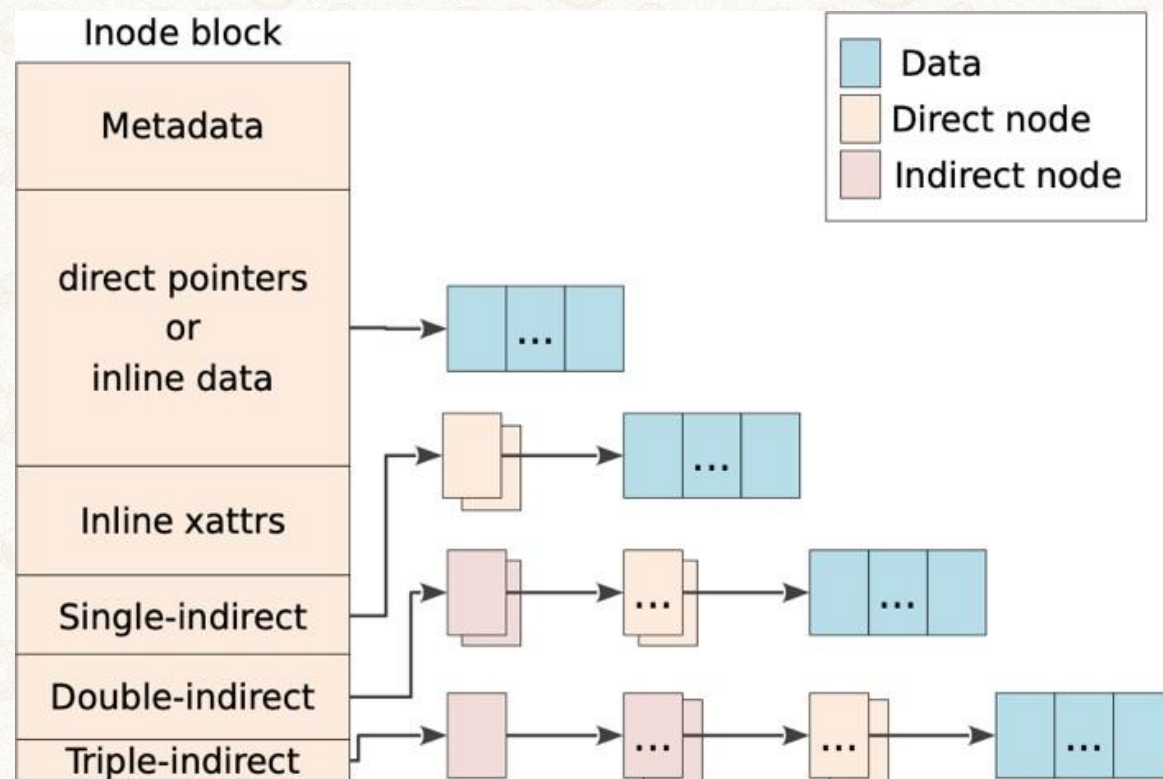 Inode block
Metadata
direct pointers
or
inline data
Inline xattrs
Single-indirect
Double-indirect
Triple-indirect
Data
Direct node
Indirect node
...
...
...
...
...
...
...